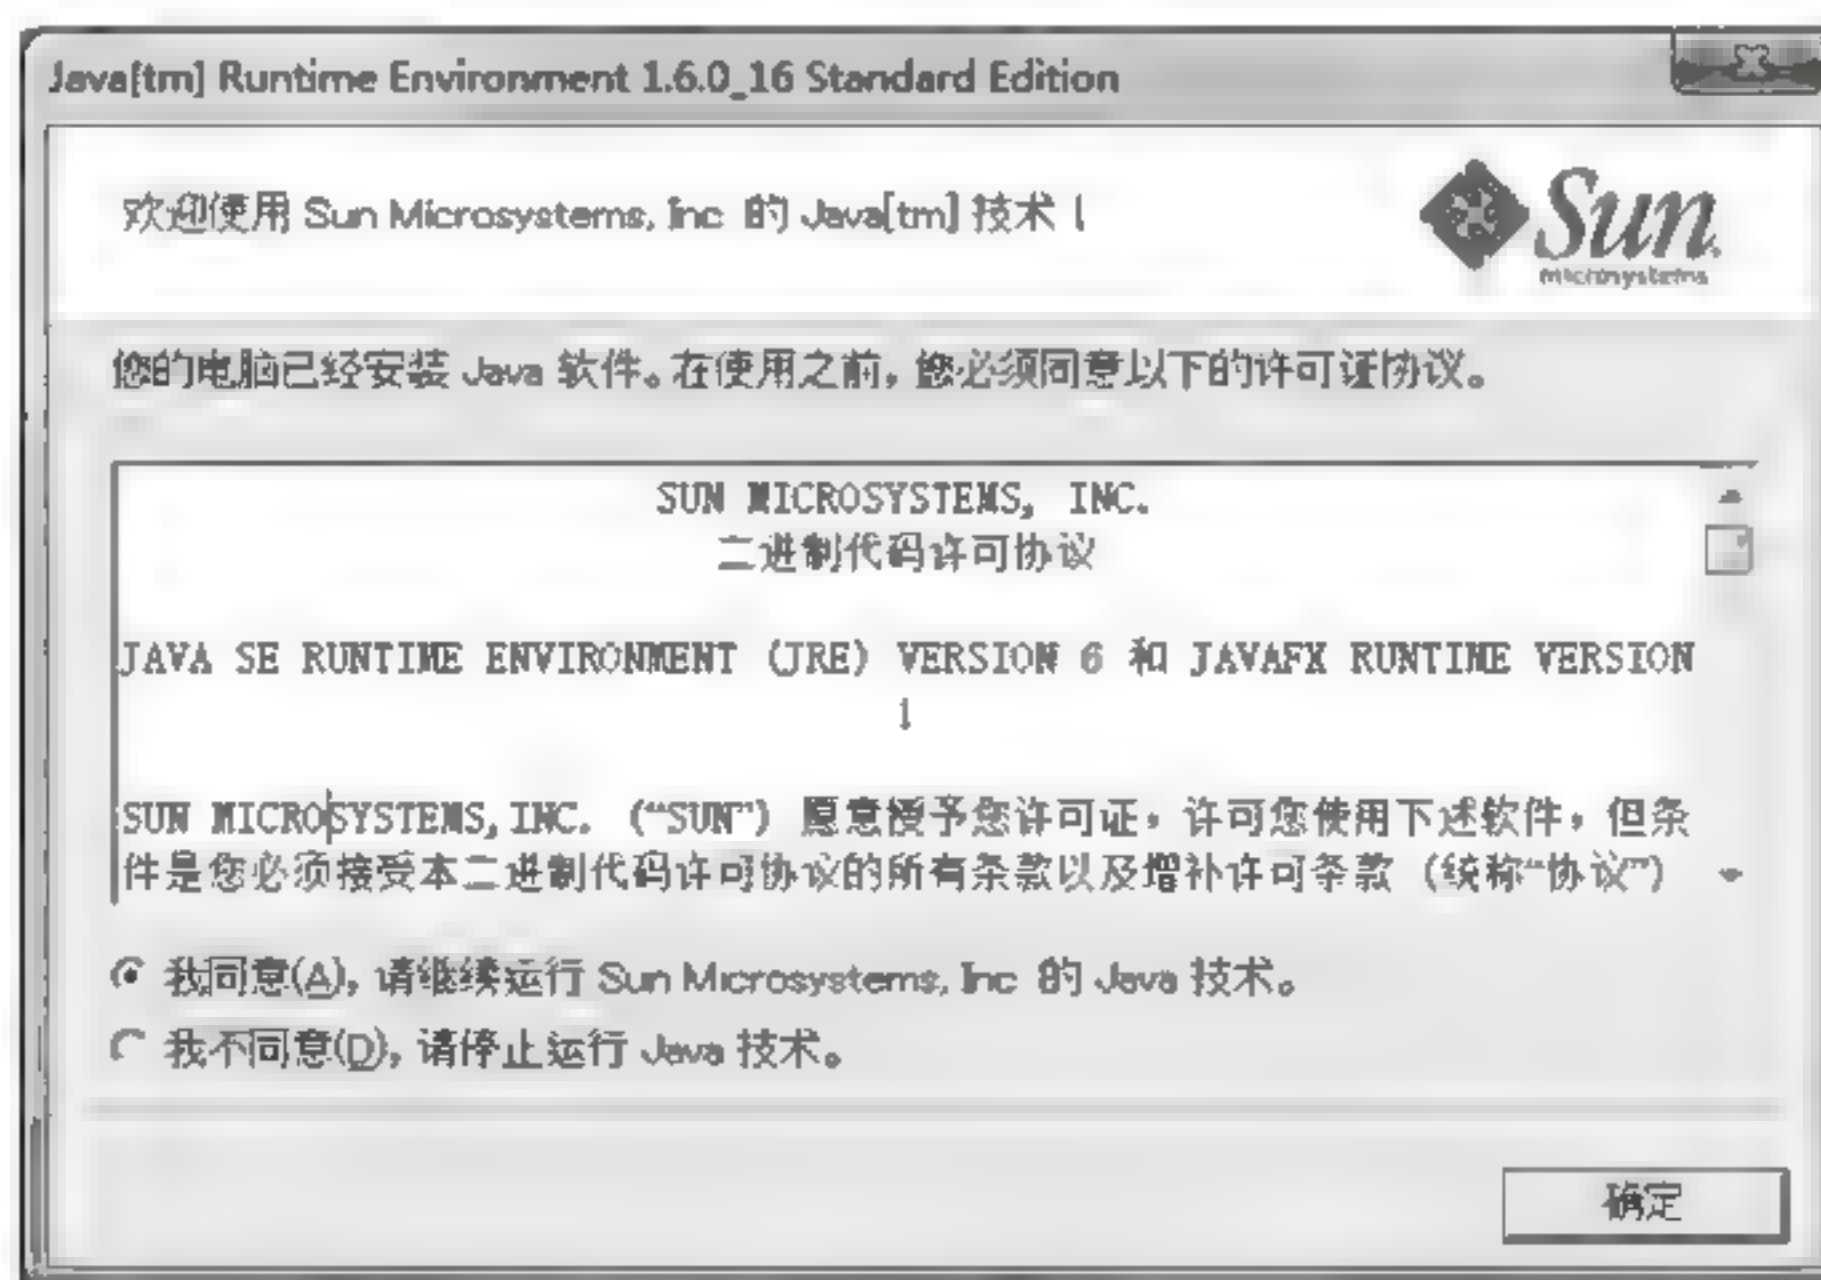 Java[tm] Runtime Environment 1.6.0_16 Standard Edition
欢迎使用 Sun Microsystems, Inc 的 Java[tm] 技术！
Sun
microsystems
您的电脑已经安装 Java 软件。在使用之前，您必须同意以下的许可证协议。
SUN MICROSYSTEMS, INC.
二进制代码许可协议
JAVA SE RUNTIME ENVIRONMENT (JRE) VERSION 6 和 JAVAFX RUNTIME VERSION
1
SUN MICROSYSTEMS, INC. (“SUN”) 愿意授予您许可证，许可您使用下述软件，但条
件是您必须接受本二进制代码许可协议的所有条款以及增补许可条款（统称“协议”）
我同意(A)，请继续运行 Sun Microsystems, Inc 的 Java 技术。
我不同意(D)，请停止运行 Java 技术。
确定